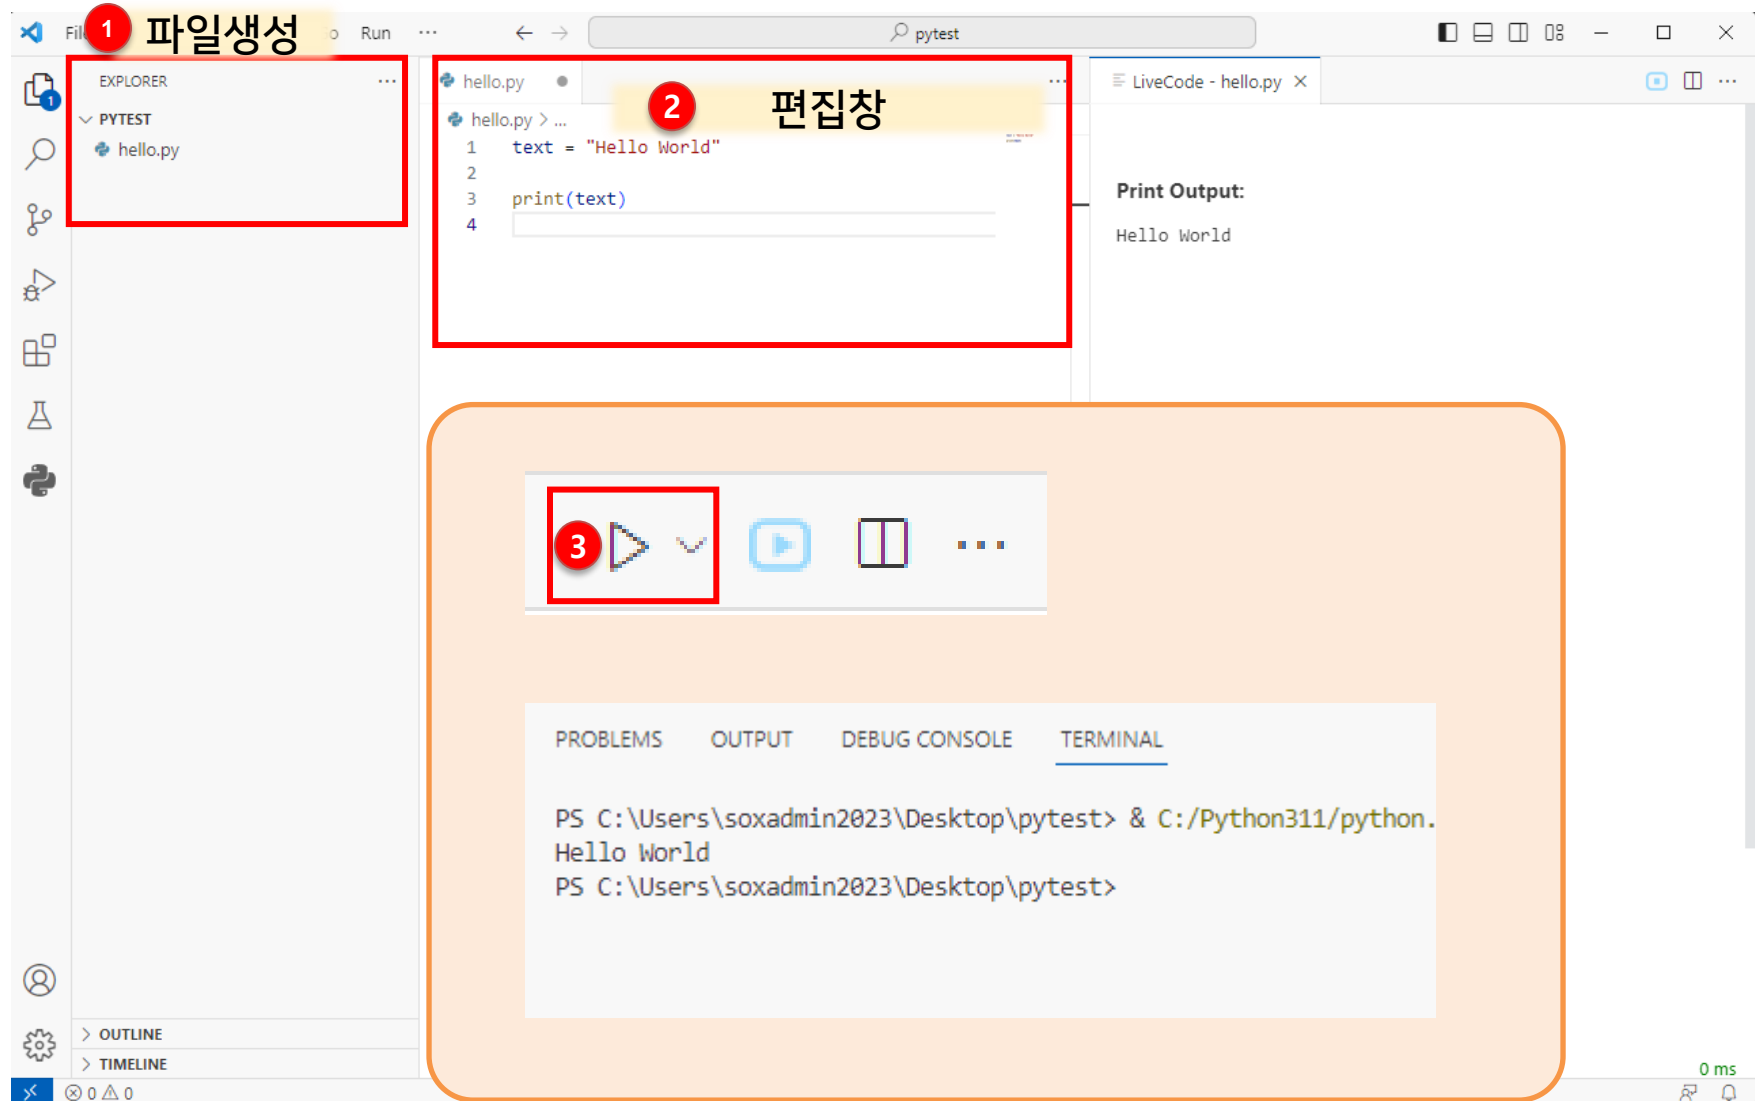 1 파일생성
Run ...
pytest
EXPLORER ...
PYTEST
hello.py
hello.py
...
2 편집창
hello.py > ...
1 text = "Hello World"
2
3 print(text)
4
LiveCode - hello.py
...
Print Output:
Hello World
3
...
PROBLEMS OUTPUT DEBUG CONSOLE TERMINAL
PS C:\Users\soxadmin2023\Desktop\pytest> & C:/Python311/python.
Hello World
PS C:\Users\soxadmin2023\Desktop\pytest>
1
OUTLINE
TIMELINE
0 0
0 ms